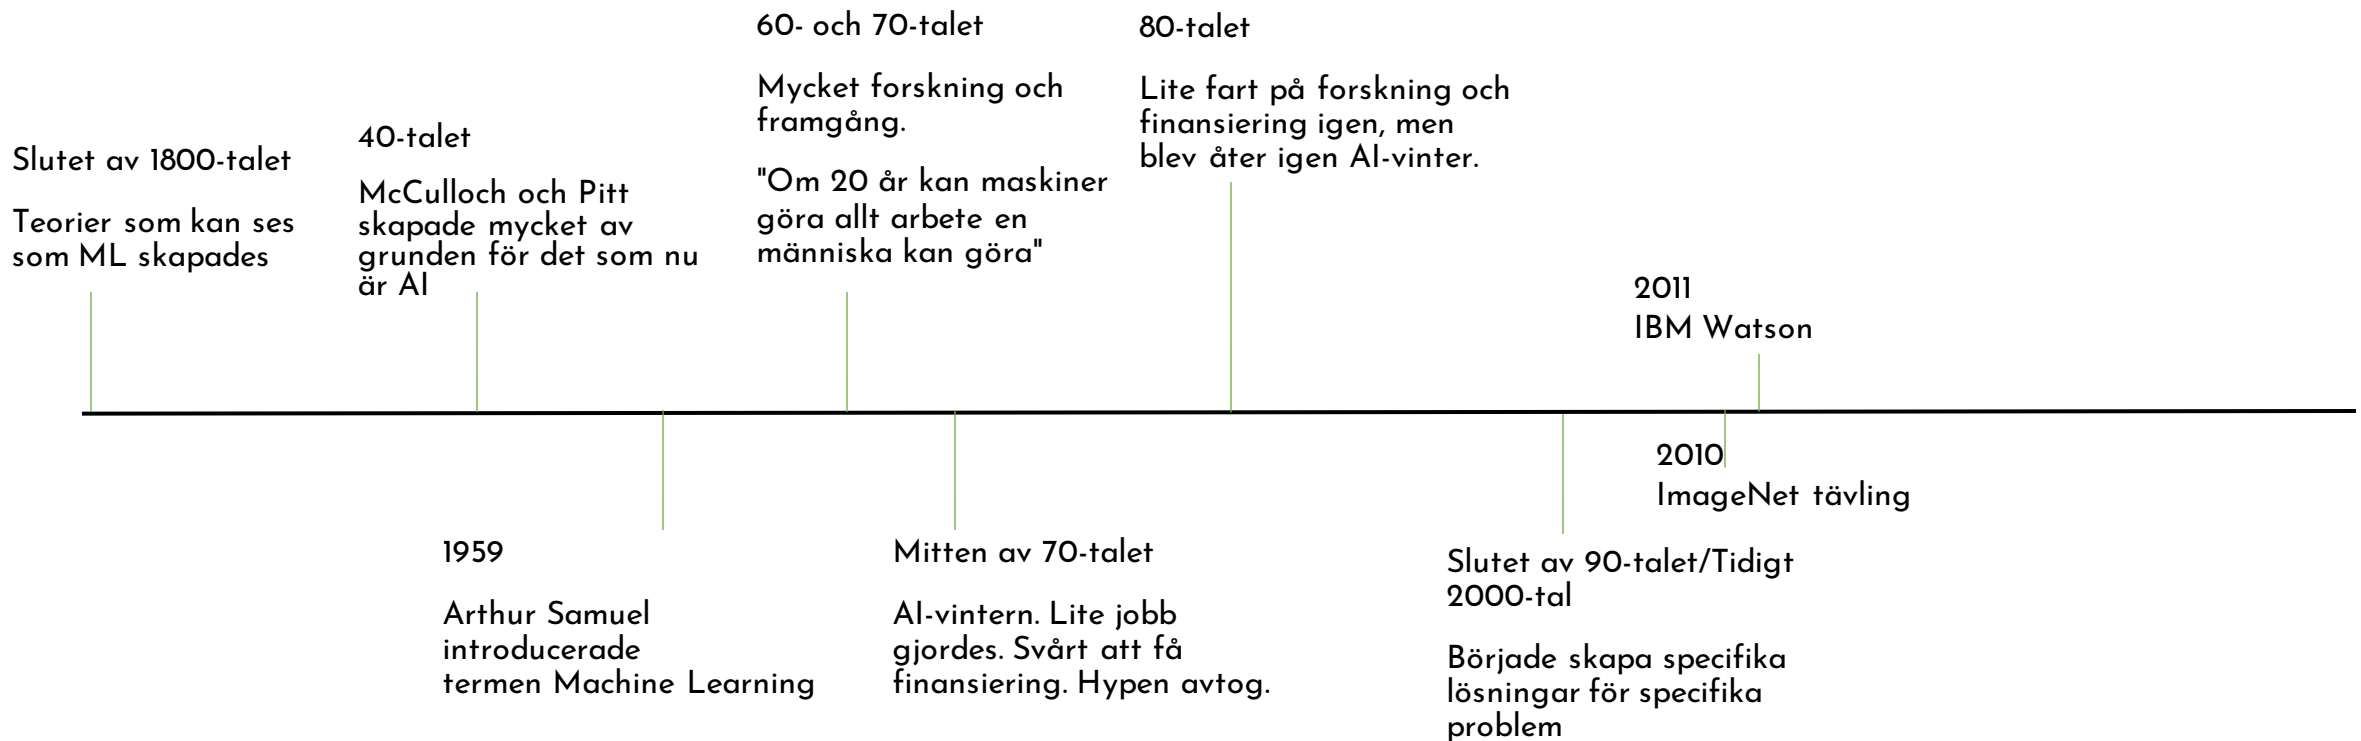 Slutet av 1800-talet
Teorier som kan ses
som ML skapades
40-talet
McCulloch och Pitt
skapade mycket av
grunden för det som nu
är AI
1959
Arthur Samuel
introducerade
termen Machine Learning
60- och 70-talet
Mycket forskning och
framgång.
"Om 20 år kan maskiner
göra allt arbete en
människa kan göra"
Mitten av 70-talet
AI-vintern. Lite jobb
gjordes. Svårt att få
finansiering. Hypen avtog.
80-talet
Lite fart på forskning och
finansiering igen, men
blev åter igen AI-vinter.
Slutet av 90-talet/Tidigt
2000-tal
Började skapa specifika
lösningar för specifika
problem
2010
ImageNet tävling
2011
IBM Watson